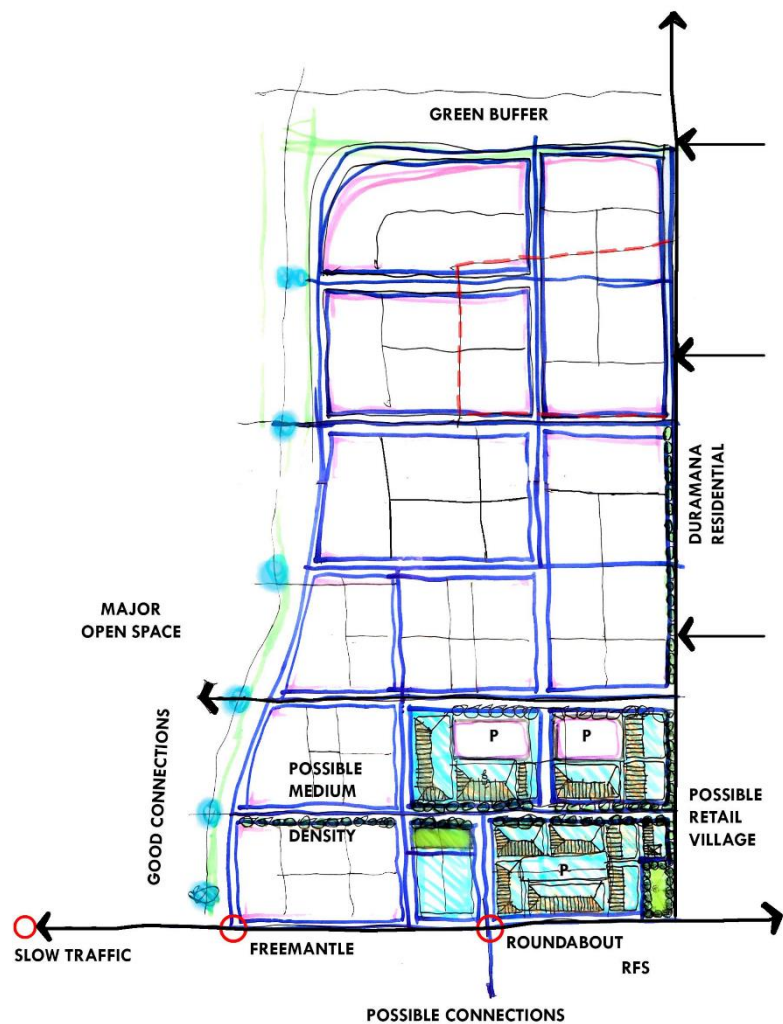 GREEN BUFFER
DURAMANA
RESIDENTIAL
MAJOR
OPEN SPACE
GOOD CONNECTIONS
P
P
POSSIBLE
MEDIUM
DENSITY
POSSIBLE
RETAIL
VILLAGE
P
SLOW TRAFFIC
FREEMANTLE
ROUNDABOUT
RFS
POSSIBLE CONNECTIONS